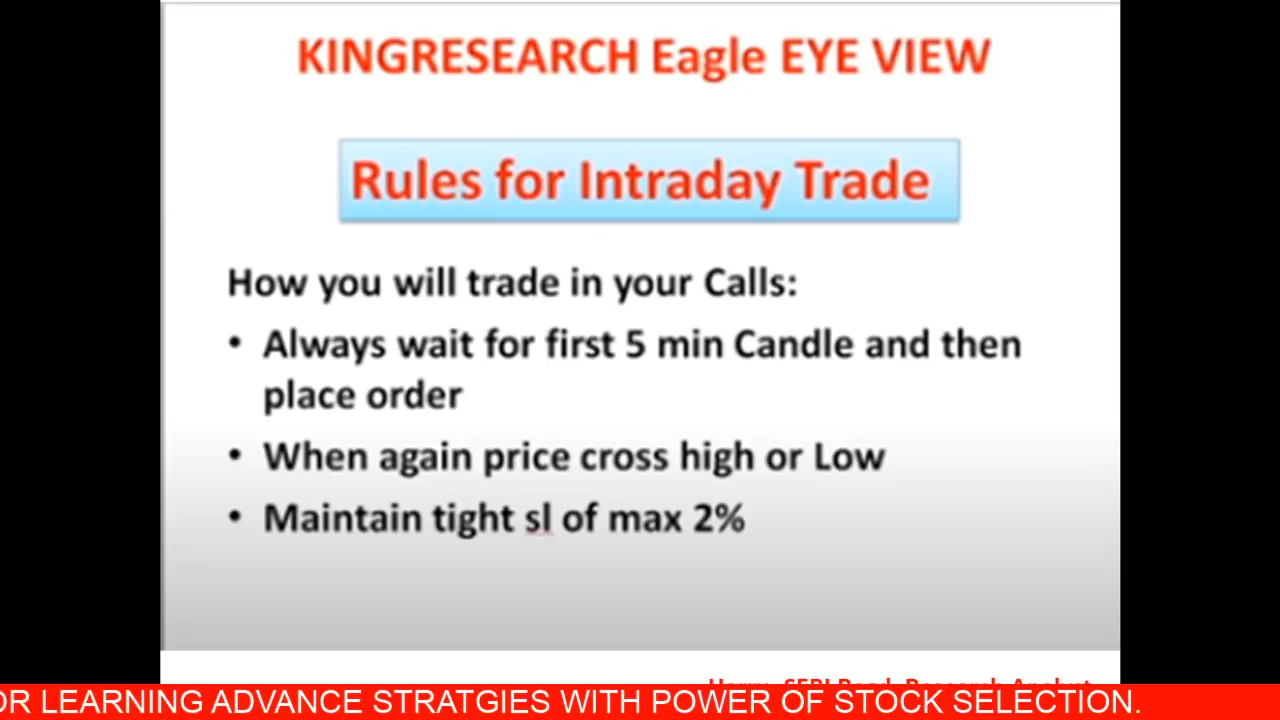 KINGRESEARCH Eagle EYE VIEW
Rules for Intraday Trade
How you will trade in your Calls:
• Always wait for first 5 min Candle and then
place order
• When again price cross high or Low
• Maintain tight sl of max 2%
OR LEARNING ADVANCE STRATGIES WITH POWER OF STOCK SELECTION.